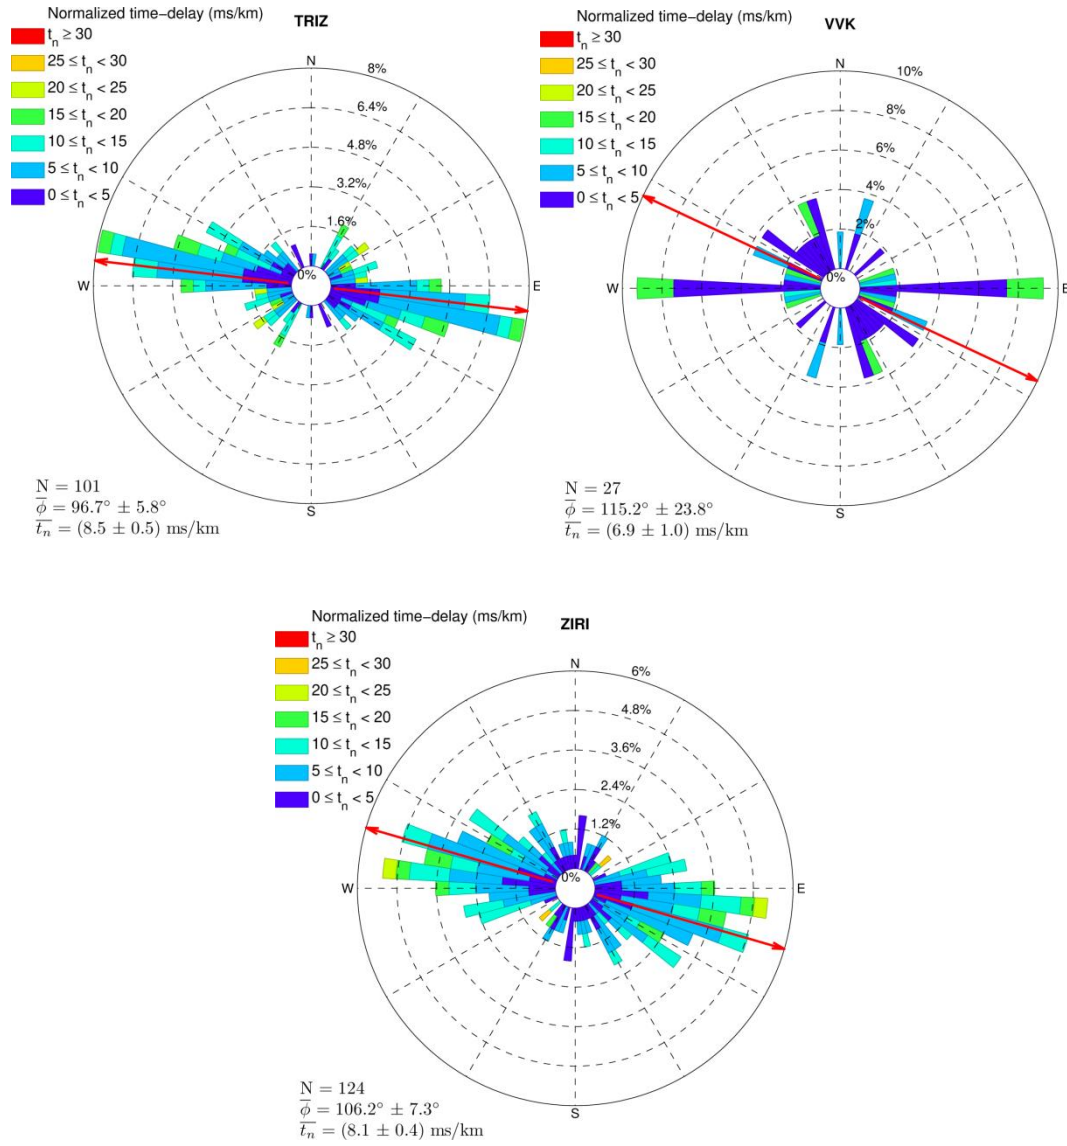 Normalized time-delay (ms/km)
TRIZ
t_n ≥ 30
25 ≤ t_n < 30
20 ≤ t_n < 25
15 ≤ t_n < 20
10 ≤ t_n < 15
5 ≤ t_n < 10
0 ≤ t_n < 5
N
8%
6.4%
4.8%
3.2%
1.6%
0%
W
E
S
N = 101
φ̅ = 96.7° ± 5.8°
t̅_n̅ = (8.5 ± 0.5) ms/km
Normalized time-delay (ms/km)
VVK
t_n ≥ 30
25 ≤ t_n < 30
20 ≤ t_n < 25
15 ≤ t_n < 20
10 ≤ t_n < 15
5 ≤ t_n < 10
0 ≤ t_n < 5
N
10%
8%
6%
4%
2%
0%
W
E
S
N = 27
φ̅ = 115.2° ± 23.8°
t̅_n̅ = (6.9 ± 1.0) ms/km
Normalized time-delay (ms/km)
ZIRI
t_n ≥ 30
25 ≤ t_n < 30
20 ≤ t_n < 25
15 ≤ t_n < 20
10 ≤ t_n < 15
5 ≤ t_n < 10
0 ≤ t_n < 5
N
6%
4.8%
3.6%
2.4%
1.2%
0%
W
E
S
N = 124
φ̅ = 106.2° ± 7.3°
t̅_n̅ = (8.1 ± 0.4) ms/km